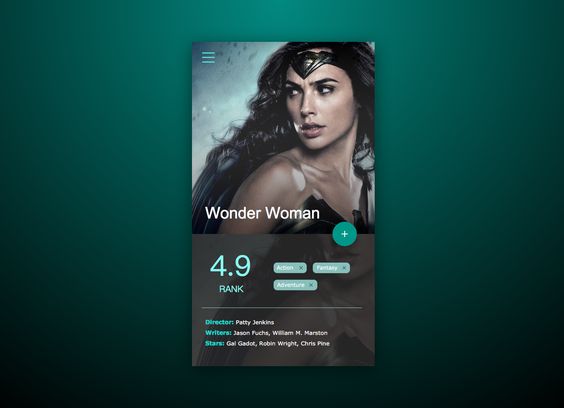 Wonder Woman
+
4.9
RANK
Action ×
Fantasy ×
Adventure ×
Director: Patty Jenkins
Writers: Jason Fuchs, William M. Marston
Stars: Gal Gadot, Robin Wright, Chris Pine